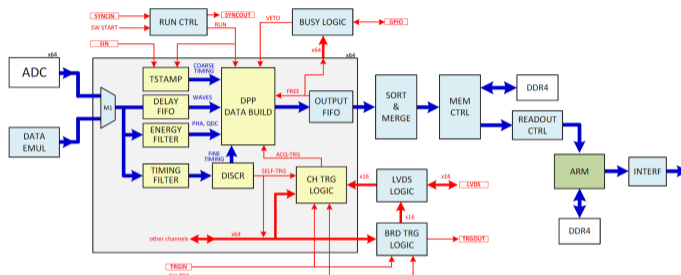 SYNCIN
SW START
RUN CTRL
SYNCOUT
RUN
VETO
BUSY LOGIC
GPIO
SIN
x64
x64
x64
ADC
M1
DATA
EMUL
TSTAMP
COARSE
TIMING
DELAY
FIFO
WAVES
ENERGY
FILTER
PHA, QDC
FINE
TIMING
TIMING
FILTER
DISCR
DPP
DATA BUILD
FREE
OUTPUT
FIFO
SORT
&
MERGE
MEM
CTRL
DDR4
READOUT
CTRL
ACQ-TRG
SELF-TRG
CH TRG
LOGIC
x16
LVDS
LOGIC
x16
LVDS
ARM
INTERF
DDR4
x16
other channels
x64
BRD TRG
LOGIC
TRGOUT
TRGIN